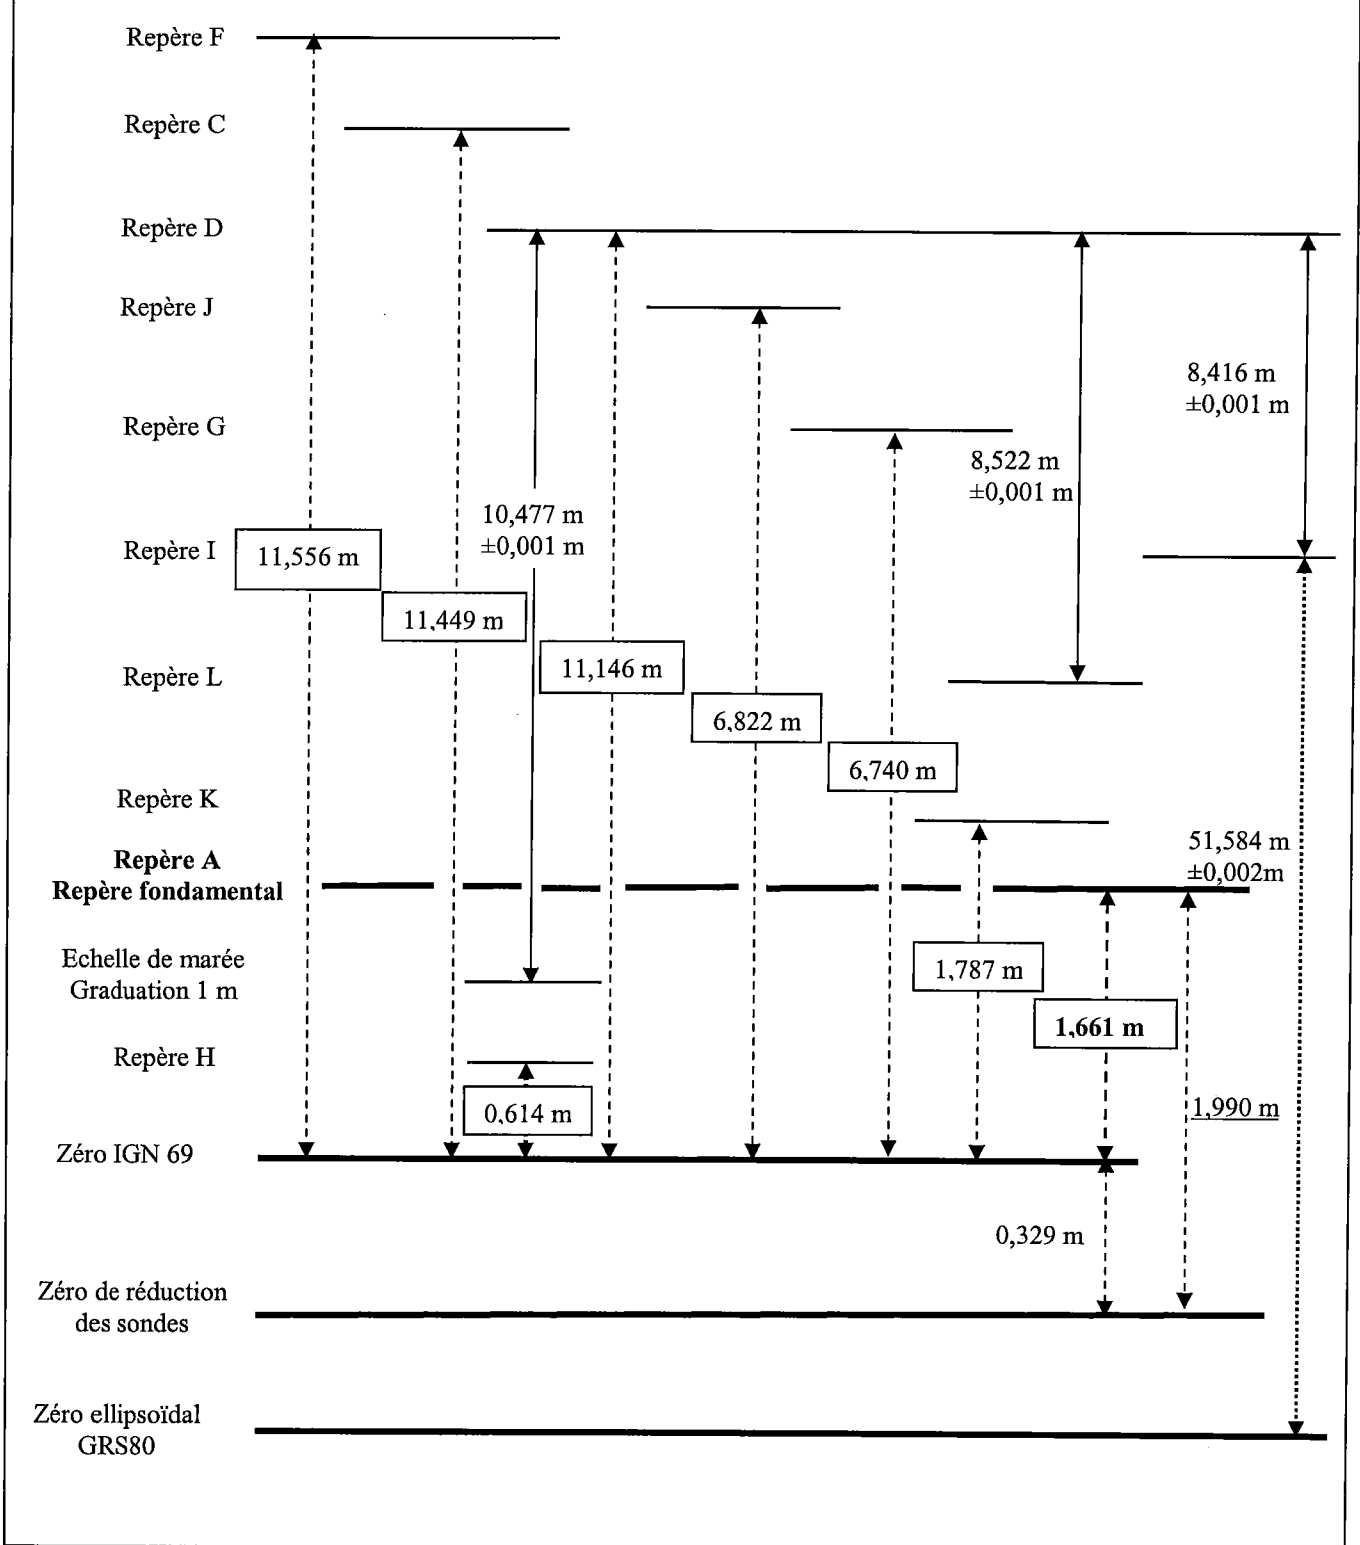 Repère F
Repère C
Repère D
Repère J
8,416 m
±0,001 m
Repère G
8,522 m
±0,001 m
10,477 m
±0,001 m
Repère I
11,556 m
11,449 m
11,146 m
Repère L
6,822 m
6,740 m
Repère K
51,584 m
±0,002m
Repère A
Repère fondamental
Echelle de marée
Graduation 1 m
1,787 m
1,661 m
Repère H
0,614 m
1,990 m
Zéro IGN 69
0,329 m
Zéro de réduction
des sondes
Zéro ellipsoïdal
GRS80